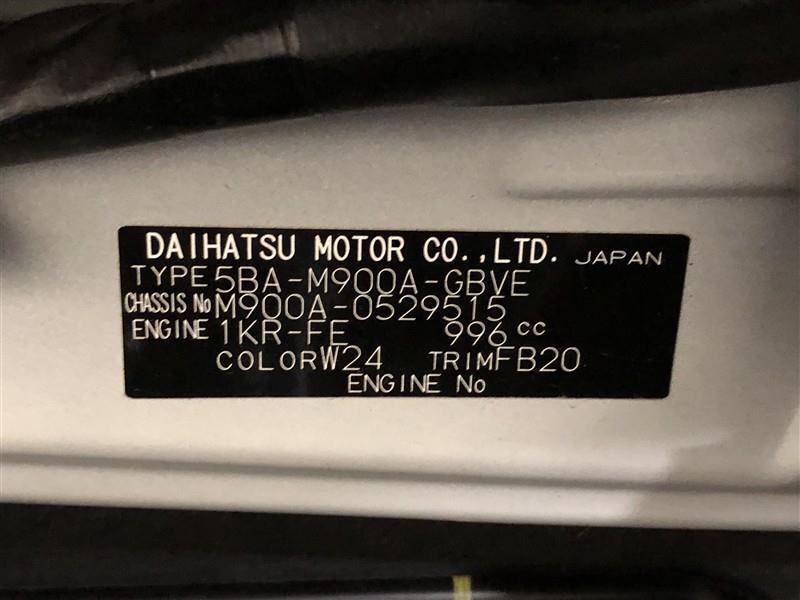 DAIHATSU MOTOR CO.,LTD. JAPAN
TYPE 5BA-M900A-GBVE
CHASSIS No M900A-0529515
ENGINE 1KR-FE 996 cc
COLOR W24 TRIM FB20
ENGINE No